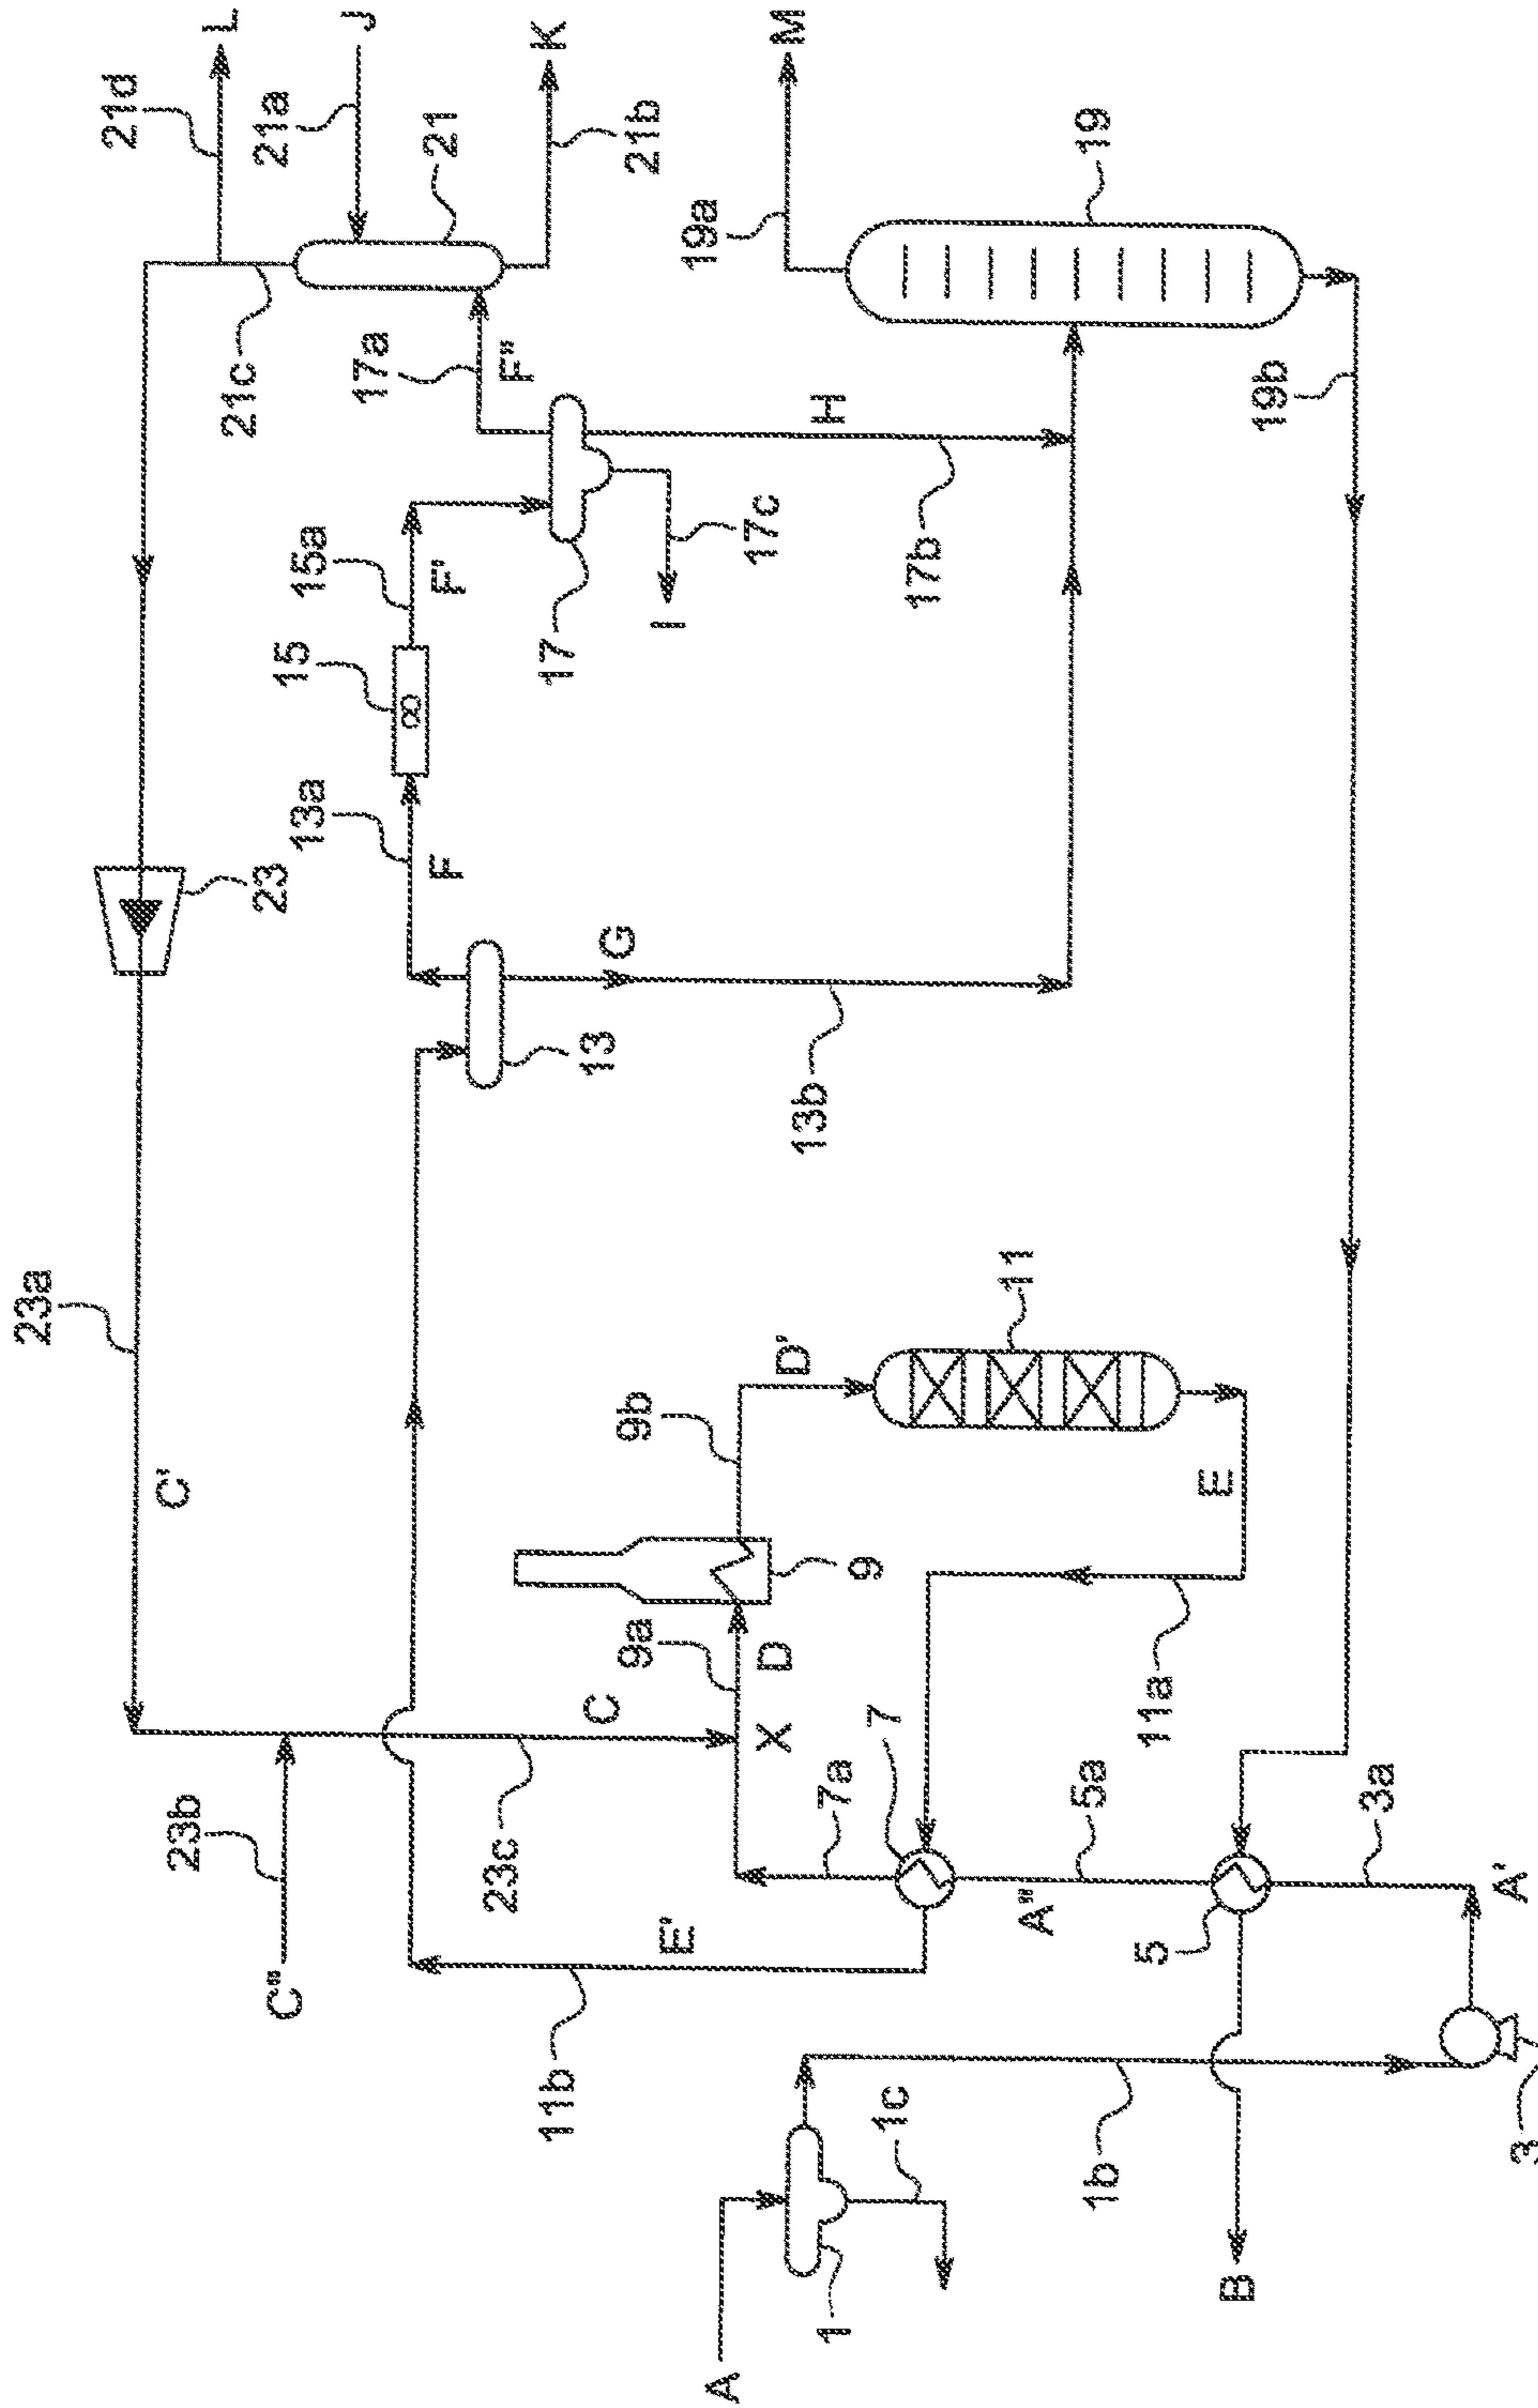 A
1
1c
1b
3
A'
3a
5
B
5a
A"
7
7a
X
C"
23b
23c
C
C'
23a
23
9a
D
9
9b
D'
11
E
11a
E'
11b
13
13a
F
G
13b
15
15a
F'
17
17a
F"
17b
H
17c
I
19
19a
M
19b
21
21a
J
21b
K
21c
21d
L